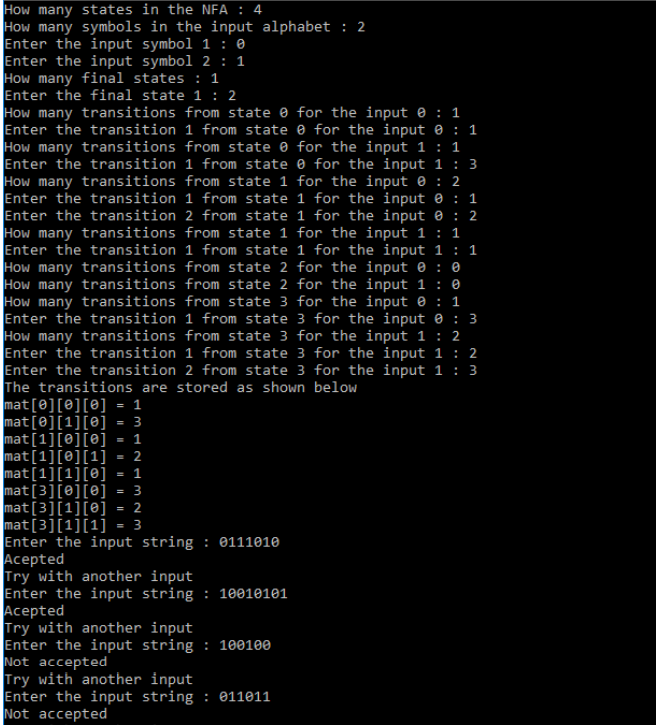 How many states in the NFA : 4
How many symbols in the input alphabet : 2
Enter the input symbol 1 : 0
Enter the input symbol 2 : 1
How many final states : 1
Enter the final state 1 : 2
How many transitions from state 0 for the input 0 : 1
Enter the transition 1 from state 0 for the input 0 : 1
How many transitions from state 0 for the input 1 : 1
Enter the transition 1 from state 0 for the input 1 : 3
How many transitions from state 1 for the input 0 : 2
Enter the transition 1 from state 1 for the input 0 : 1
Enter the transition 2 from state 1 for the input 0 : 2
How many transitions from state 1 for the input 1 : 1
Enter the transition 1 from state 1 for the input 1 : 1
How many transitions from state 2 for the input 0 : 0
How many transitions from state 2 for the input 1 : 0
How many transitions from state 3 for the input 0 : 1
Enter the transition 1 from state 3 for the input 0 : 3
How many transitions from state 3 for the input 1 : 2
Enter the transition 1 from state 3 for the input 1 : 2
Enter the transition 2 from state 3 for the input 1 : 3
The transitions are stored as shown below
mat[0][0][0] = 1
mat[0][1][0] = 3
mat[1][0][0] = 1
mat[1][0][1] = 2
mat[1][1][0] = 1
mat[3][0][0] = 3
mat[3][1][0] = 2
mat[3][1][1] = 3
Enter the input string : 0111010
Acepted
Try with another input
Enter the input string : 10010101
Acepted
Try with another input
Enter the input string : 100100
Not accepted
Try with another input
Enter the input string : 011011
Not accepted